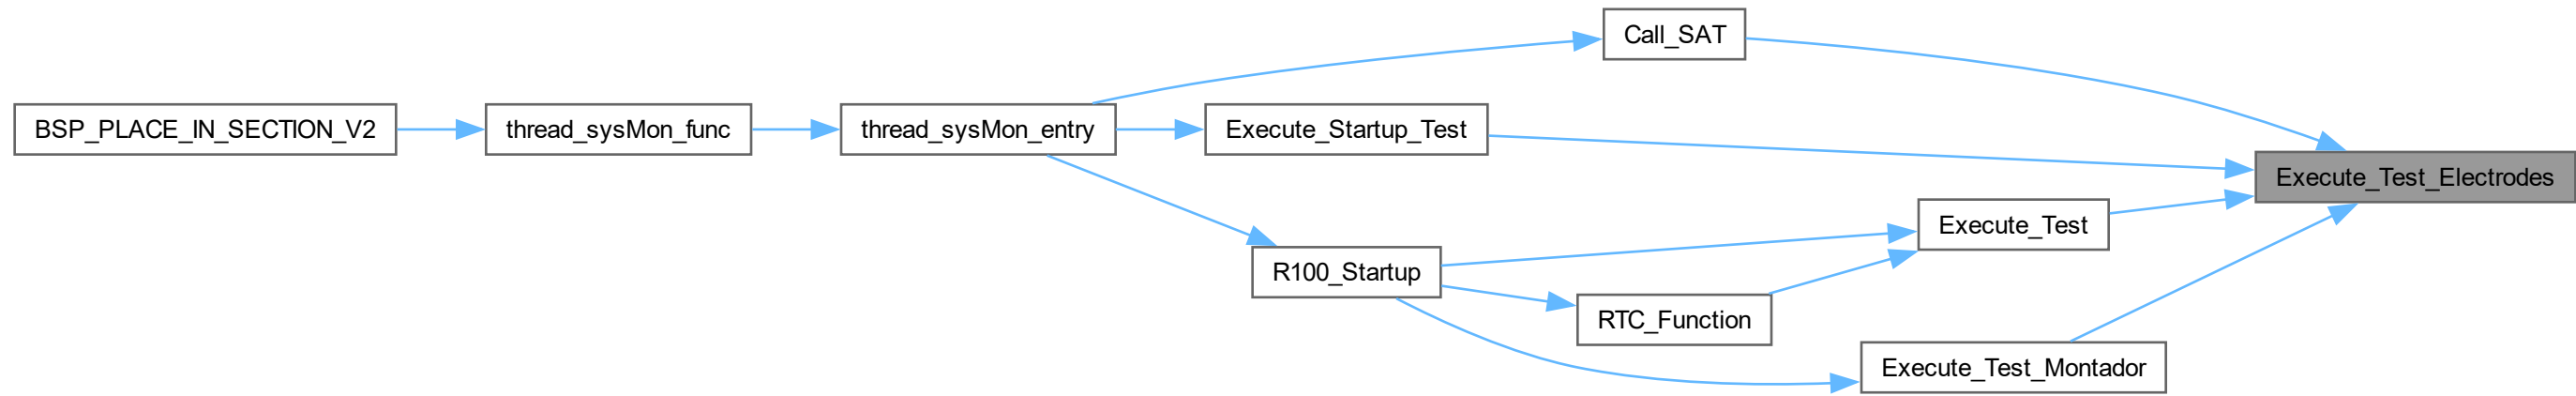 Call_SAT
BSP_PLACE_IN_SECTION_V2
thread_sysMon_func
thread_sysMon_entry
Execute_Startup_Test
Execute_Test_Electrodes
Execute_Test
R100_Startup
RTC_Function
Execute_Test_Montador